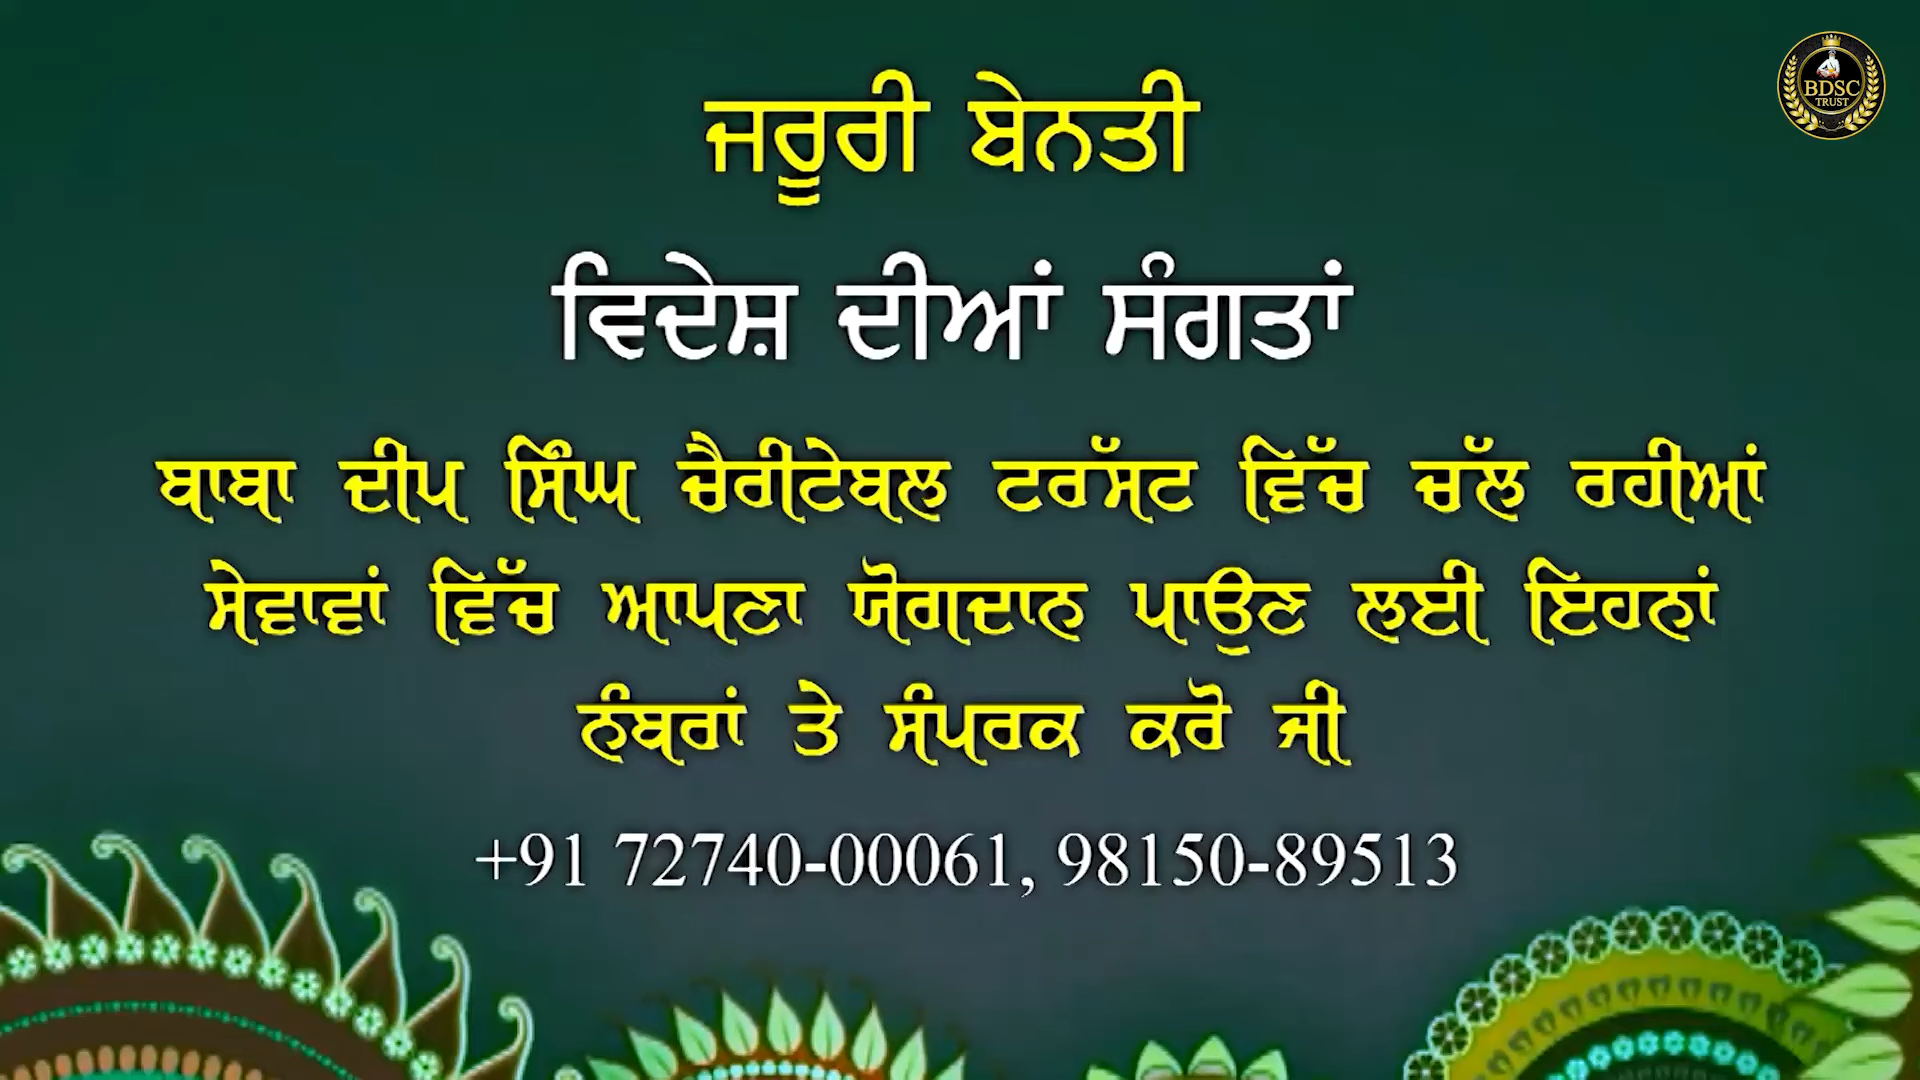 BDSC
TRUST
ਜਰੂਰੀ ਬੇਨਤੀ
ਵਿਦੇਸ਼ ਦੀਆਂ ਸੰਗਤਾਂ
ਬਾਬਾ ਦੀਪ ਸਿੰਘ ਚੈਰੀਟੇਬਲ ਟਰੱਸਟ ਵਿੱਚ ਚੱਲ ਰਹੀਆਂ
ਸੇਵਾਵਾਂ ਵਿੱਚ ਆਪਣਾ ਯੋਗਦਾਨ ਪਾਉਣ ਲਈ ਇਹਨਾਂ
ਨੰਬਰਾਂ ਤੇ ਸੰਪਰਕ ਕਰੋ ਜੀ
+91 72740-00061, 98150-89513